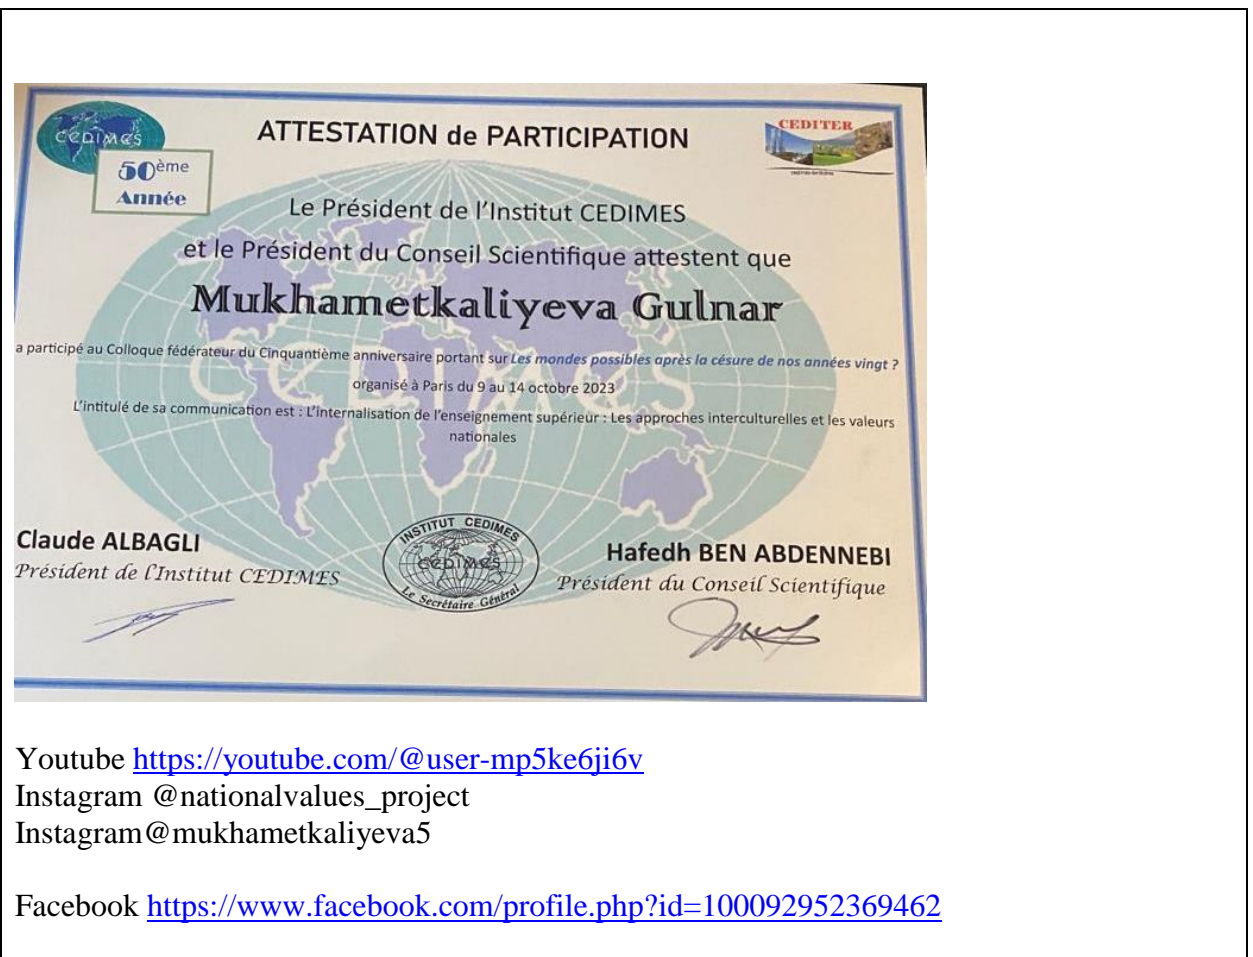 CEDIMES
50ème
Année
ATTESTATION de PARTICIPATION
CEDITER
Le Président de l'Institut CEDIMES
et le Président du Conseil Scientifique attestent que
Mukhametkaliyeva Gulnar
a participé au Colloque fédérateur du Cinquantième anniversaire portant sur Les mondes possibles après la césure de nos années vingt ?
organisé à Paris du 9 au 14 octobre 2023
L'intitulé de sa communication est : L'internalisation de l'enseignement supérieur : Les approches interculturelles et les valeurs
nationales
CEDIMES
Claude ALBAGLI
Président de l'Institut CEDIMES
INSTITUT CEDIMES
CEDIMES
Le Secrétaire Général
Hafedh BEN ABDENNEBI
Président du Conseil Scientifique
Youtube https://youtube.com/@user-mp5ke6ji6v
Instagram @nationalvalues_project
Instagram@mukhametkaliyeva5
Facebook https://www.facebook.com/profile.php?id=100092952369462